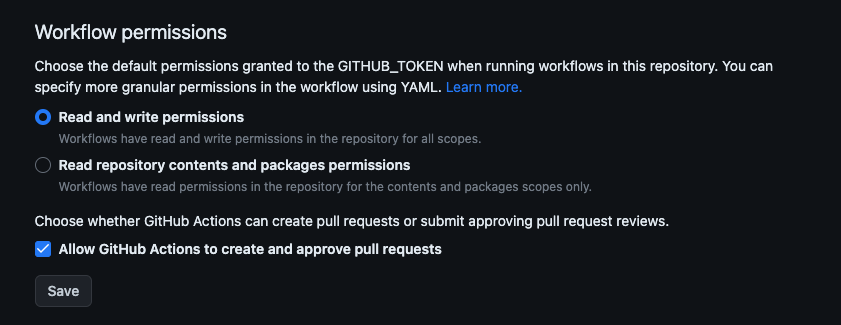 Workflow permissions
Choose the default permissions granted to the GITHUB_TOKEN when running workflows in this repository. You can
specify more granular permissions in the workflow using YAML. Learn more.
Read and write permissions
Workflows have read and write permissions in the repository for all scopes.
Read repository contents and packages permissions
Workflows have read permissions in the repository for the contents and packages scopes only.
Choose whether GitHub Actions can create pull requests or submit approving pull request reviews.
Allow GitHub Actions to create and approve pull requests
Save